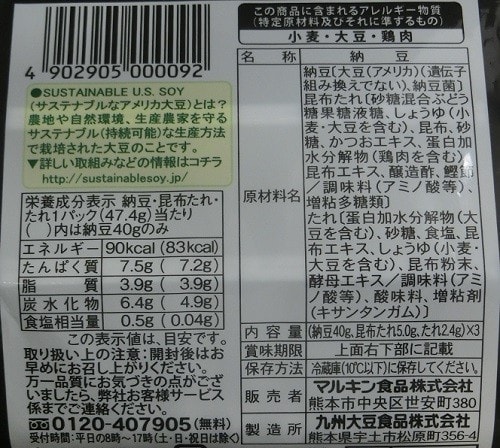 4 902905 000092
●SUSTAINABLE U.S. SOY
(サステナブルなアメリカ大豆)とは?
農地や自然環境、生産農家を守る
サステナブル(持続可能)な生産方法
で栽培された大豆のことです。
▼詳しい取組みなどの情報はコチラ
http://sustainablesoy.jp/
栄養成分表示 納豆・昆布たれ・
たれ1パック(47.4g)当たり
( )内は納豆40gのみ
エネルギー 90kcal (83kcal)
たんぱく質 7.5g ( 7.2g)
脂質 3.9g ( 3.9g)
炭水化物 6.4g ( 4.9g)
食塩相当量 0.5g (0.04g)
この表示値は、目安です。
取り扱い上の注意:開封後はお
早めにお召し上がりください。
万一品質にお気づきの点がござ
いましたら、弊社お客様サービス
係までご連絡ください。
0120-407905(無料)
受付時間:平日の8時〜17時(土・日・祝日は除く)
この商品に含まれるアレルギー物質
(特定原材料及びそれに準ずるもの)
小麦・大豆・鶏肉
名称 納豆
原材料名
納豆[大豆(アメリカ)(遺伝子
組み換えでない)、納豆菌]
昆布たれ[砂糖混合ぶどう
糖果糖液糖、しょうゆ(小
麦・大豆を含む)、昆布、砂
糖、かつおエキス、蛋白加
水分解物(鶏肉を含む)、
昆布エキス、醸造酢、鰹節
/調味料(アミノ酸等)、
増粘多糖類]
たれ[蛋白加水分解物(大
豆を含む)、砂糖、食塩、昆
布エキス、しょうゆ(小麦・
大豆を含む)、昆布粉末、
酵母エキス/調味料(アミ
ノ酸等)、酸味料、増粘剤
(キサンタンガム)]
内容量 (納豆40g、昆布たれ5.0g、たれ2.4g)×3
賞味期限 上面右下部に記載
保存方法 冷蔵庫(10℃以下)に保存してください。
販売者 マルキン食品株式会社
熊本市中央区世安町380
製造所 九州大豆食品株式会社
熊本県宇土市松原町356-4